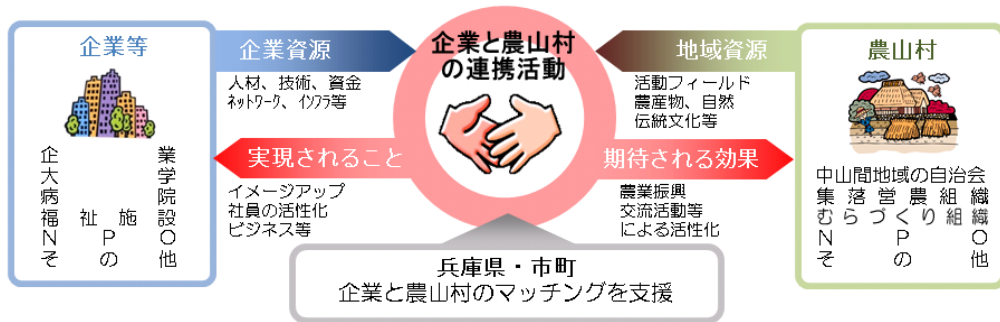 企業等
企業
大学
病院
福祉施設
NPO
その他
企業資源
人材、技術、資金
ネットワーク、インフラ等
実現されること
イメージアップ
社員の活性化
ビジネス等
企業と農山村
の連携活動
地域資源
活動フィールド
農産物、自然
伝統文化等
期待される効果
農業振興
交流活動等
による活性化
農山村
中山間地域の自治会
集落営農組織
むらづくり組織
NPO
その他
兵庫県・市町
企業と農山村のマッチングを支援